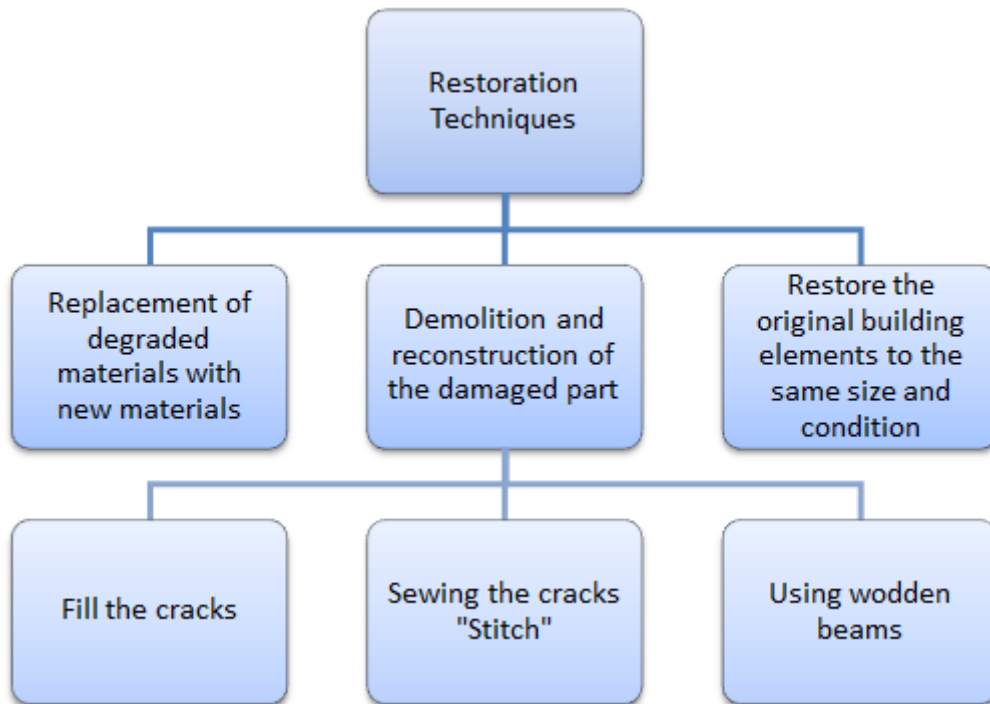 Restoration
Techniques
Replacement of
degraded
materials with
new materials
Demolition and
reconstruction of
the damaged part
Restore the
original building
elements to the
same size and
condition
Fill the cracks
Sewing the cracks
"Stitch"
Using wodden
beams